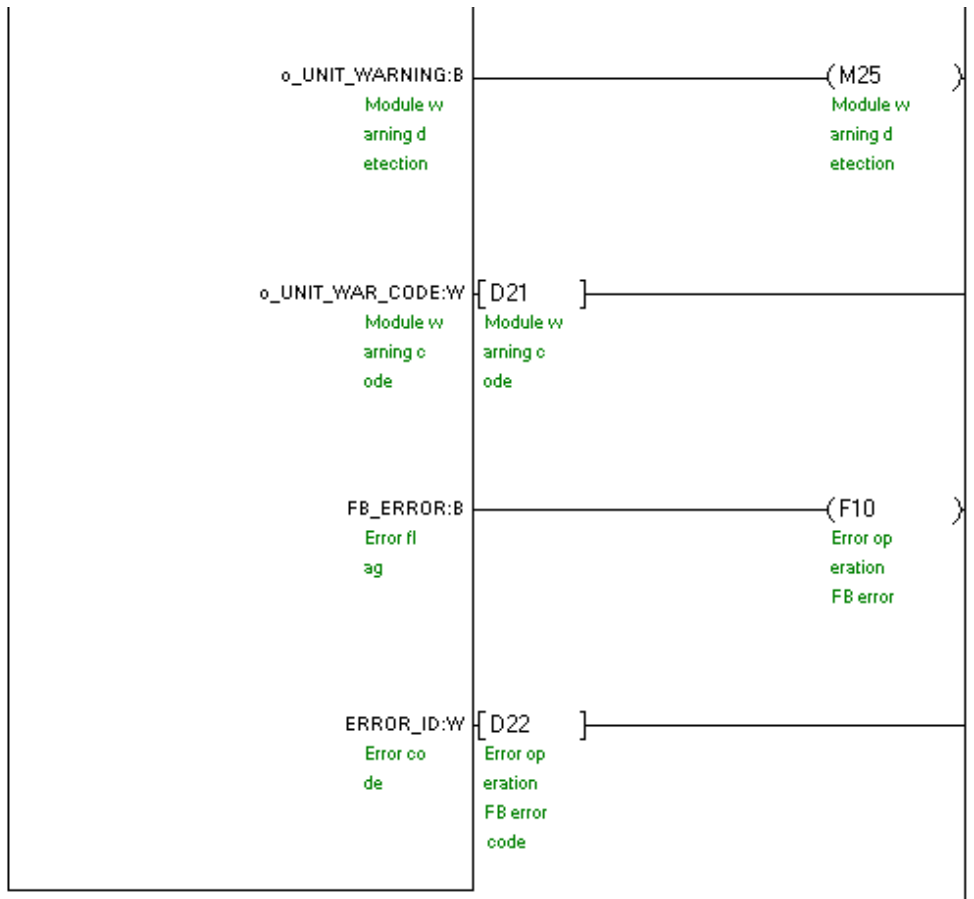 o_UNIT_WARNING:B (M25 )
Module w Module w
arning d arning d
etection etection
o_UNIT_WAR_CODE:W [D21 ]
Module w Module w
arning c arning c
ode ode
FB_ERROR:B (F10 )
Error fl Error op
ag eration
FB error
ERROR_ID:W [D22 ]
Error co Error op
de eration
FB error
code